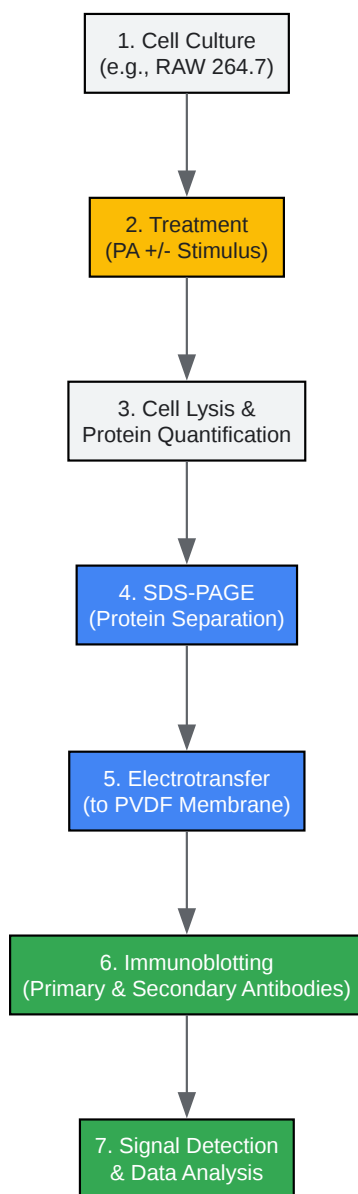 1. Cell Culture
(e.g., RAW 264.7)
2. Treatment
(PA +/- Stimulus)
3. Cell Lysis &
Protein Quantification
4. SDS-PAGE
(Protein Separation)
5. Electrotransfer
(to PVDF Membrane)
6. Immunoblotting
(Primary & Secondary Antibodies)
7. Signal Detection
& Data Analysis